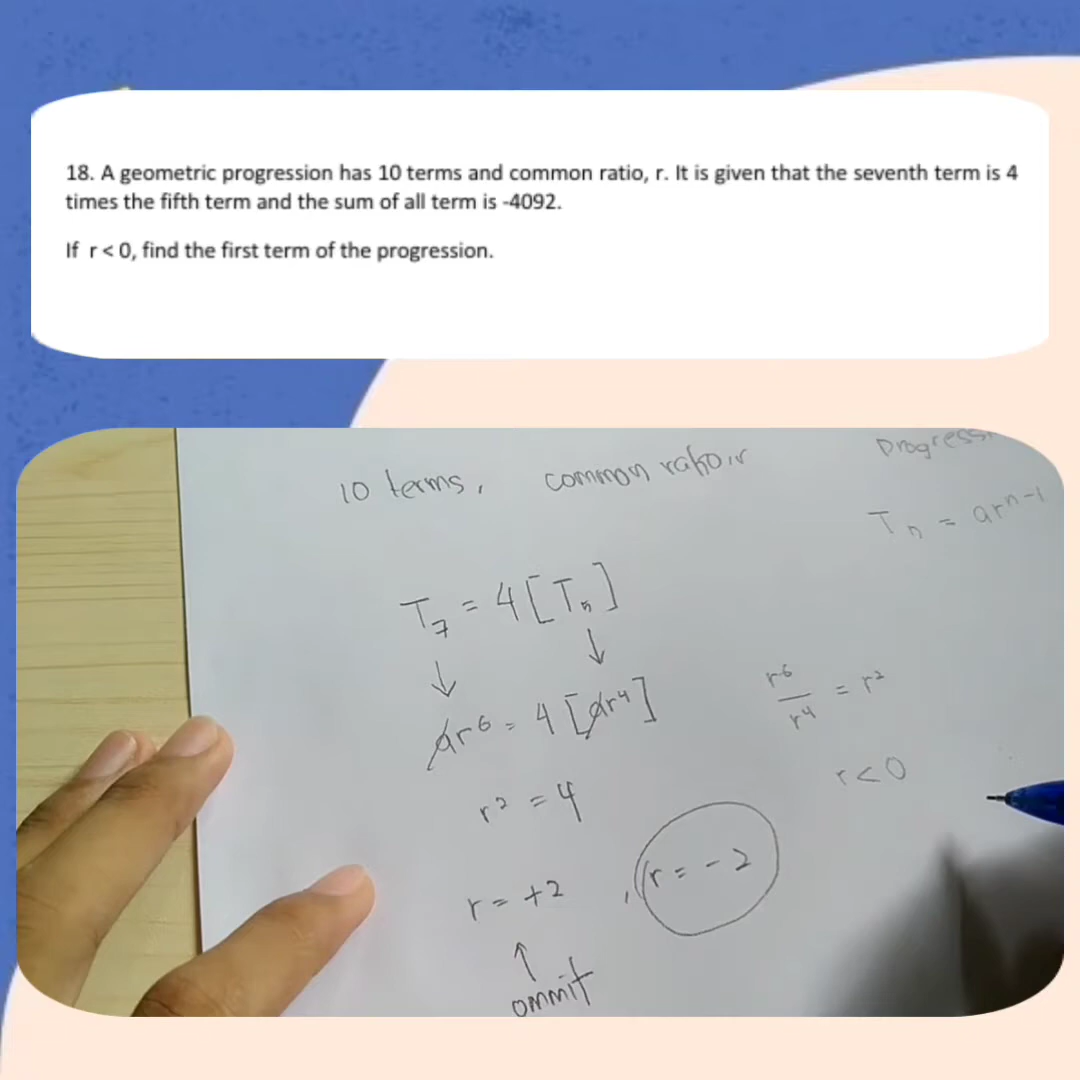 18. A geometric progression has 10 terms and common ratio, r. It is given that the seventh term is 4
times the fifth term and the sum of all term is -4092.
If r < 0, find the first term of the progression.
10 terms, common ratio, r
T₇ = 4[T₅]
↓ ↓
ar⁶ = 4[ar⁴]
r² = 4
r = +2, r = -2
↑
ommit
Tₙ = arⁿ⁻¹
r⁶/r⁴ = r²
r<0